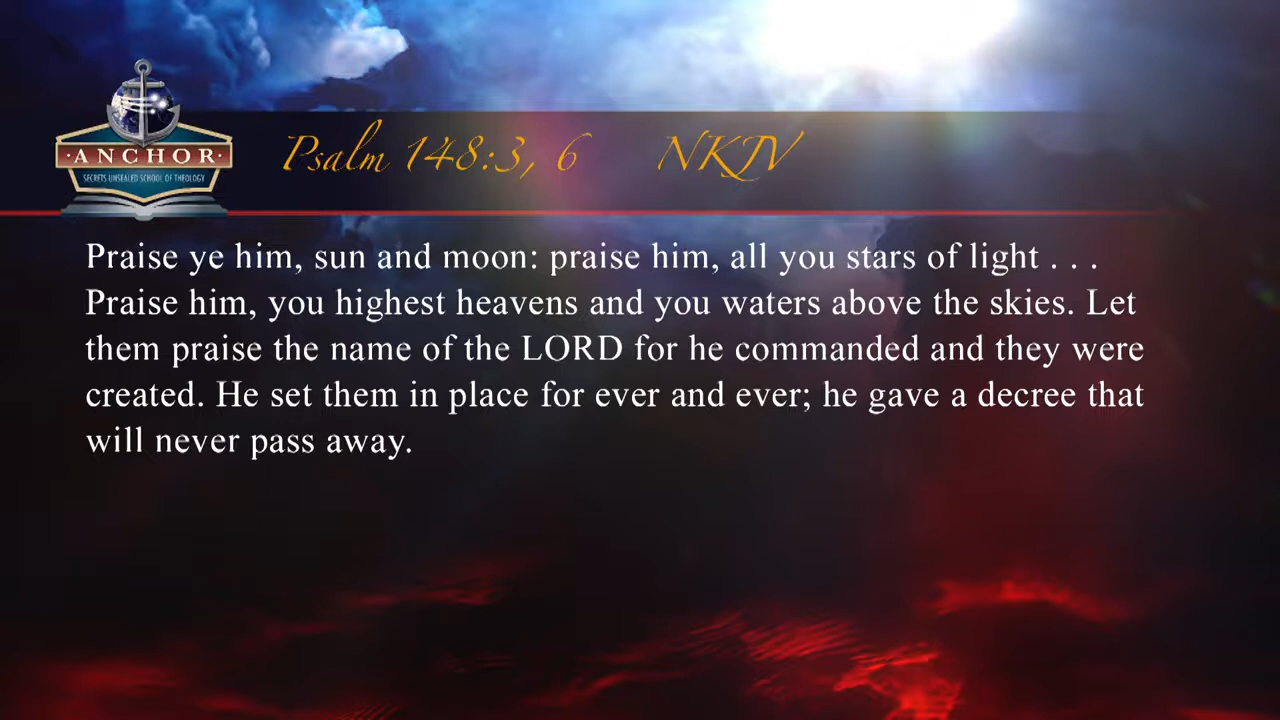 ANCHOR
SECRETS UNSEALED SCHOOL OF THEOLOGY
Psalm 148:3, 6 NKJV
Praise ye him, sun and moon: praise him, all you stars of light . . .
Praise him, you highest heavens and you waters above the skies. Let
them praise the name of the LORD for he commanded and they were
created. He set them in place for ever and ever; he gave a decree that
will never pass away.